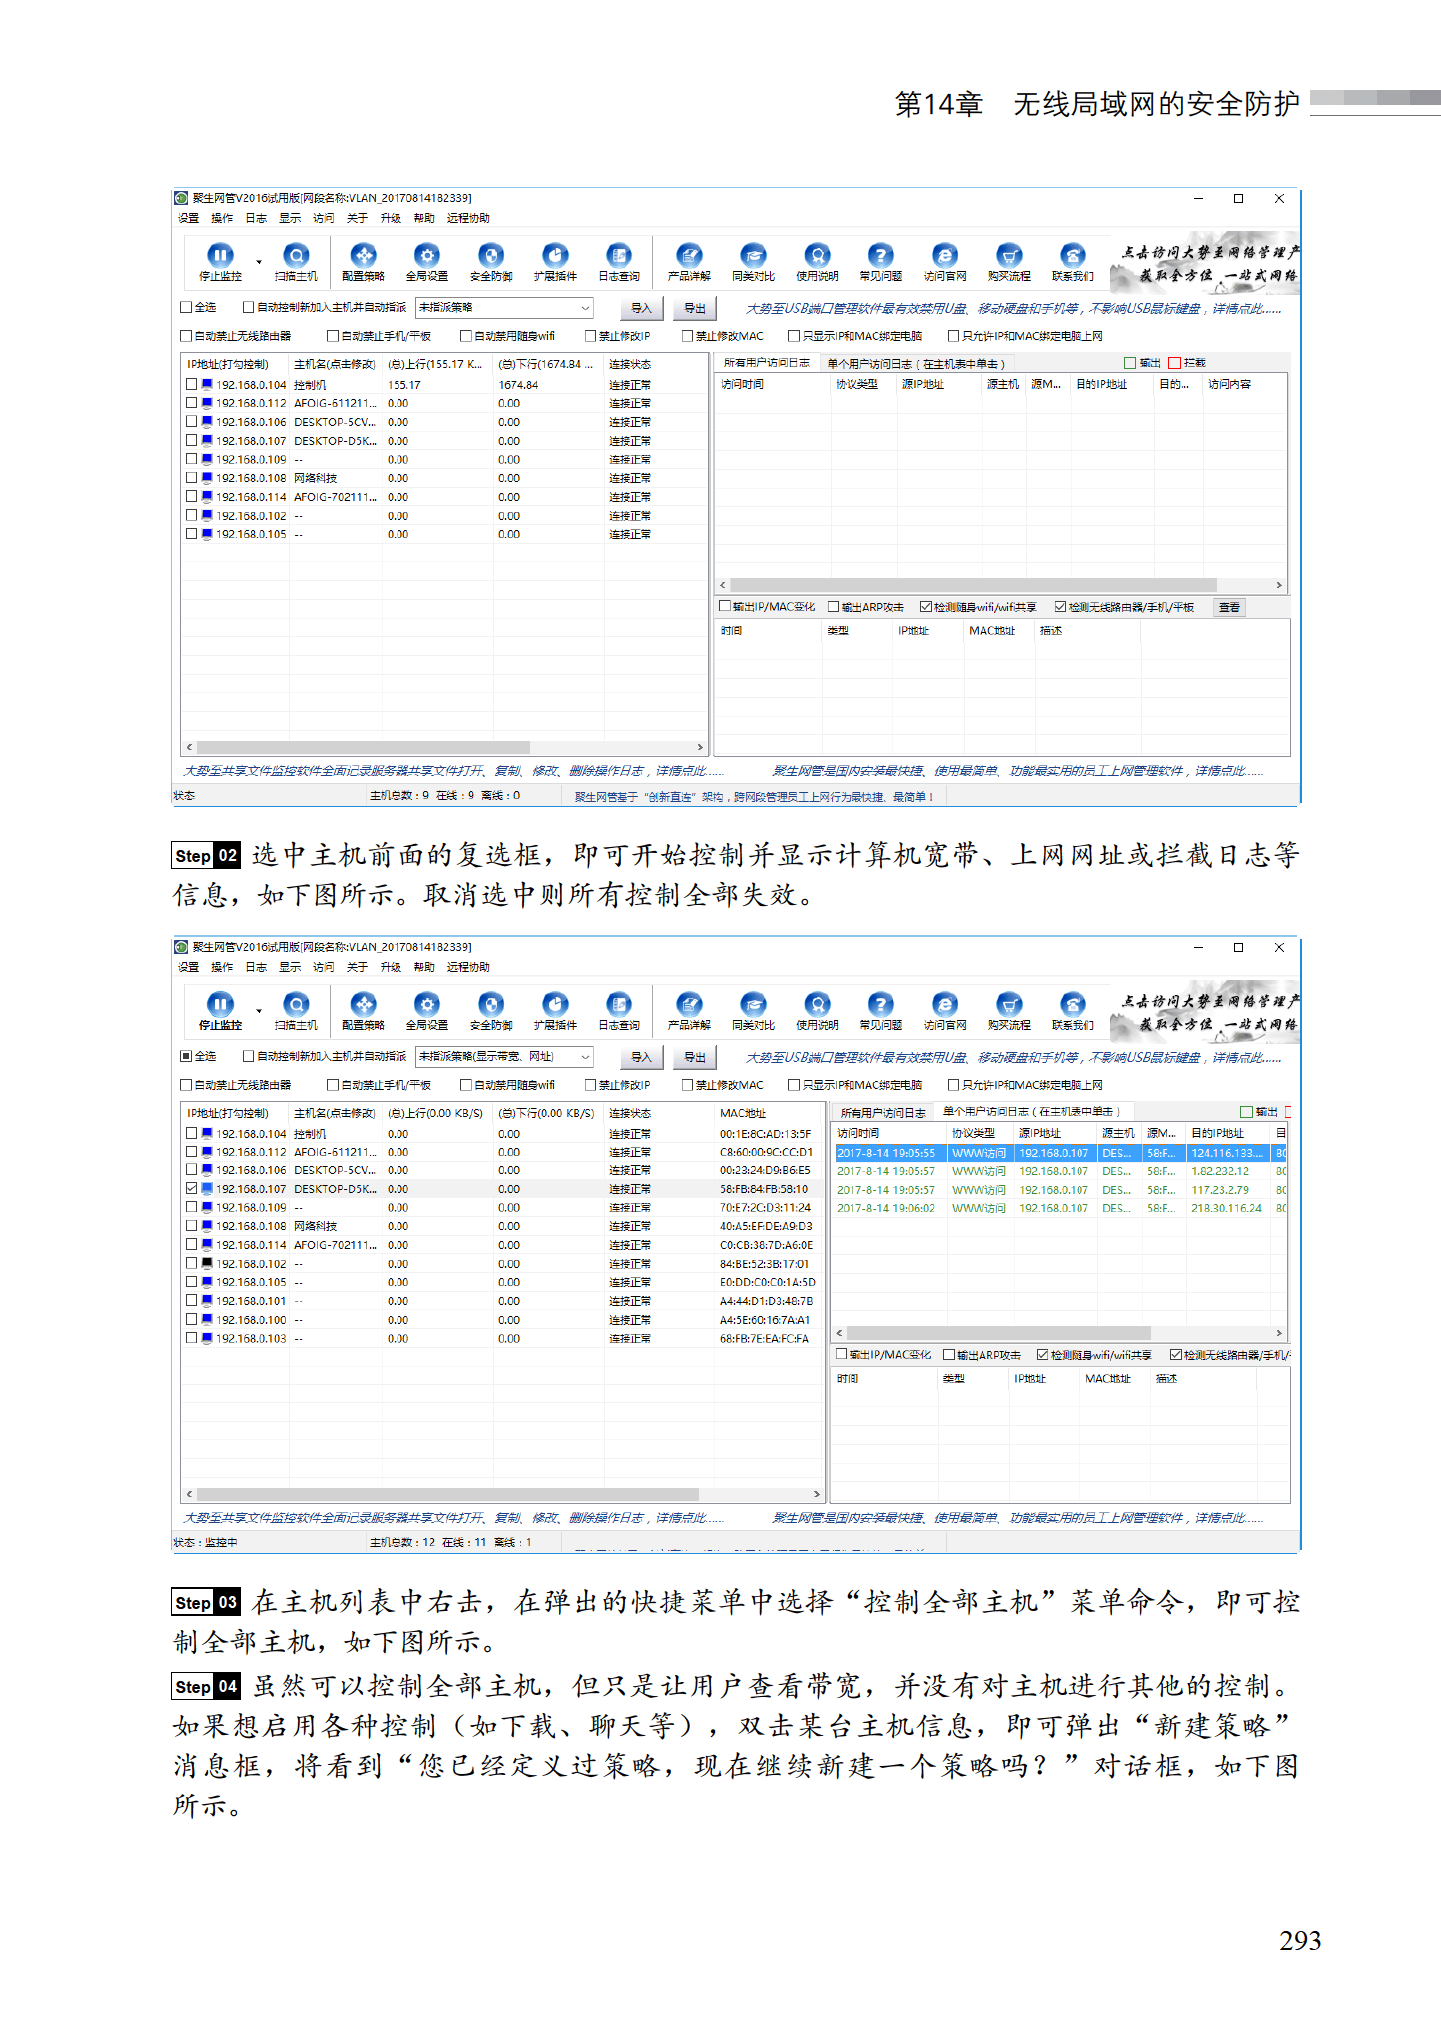 第14章 无线局域网的安全防护
聚生网管V2016试用版[网段名称:VLAN_20170814182339]
设置 操作 日志 显示 访问 关于 升级 帮助 远程协助
停止监控 扫描主机 配置策略 全局设置 安全防御 扩展插件 日志查询 产品详解 同类对比 使用说明 常见问题 访问官网 购买流程 联系我们
点击访问大势至网络管理产
获取全方位、一站式网络
全选 自动控制新加入主机并自动指派 未指派策略 导入 导出 大势至USB端口管理软件最有效禁用U盘、移动硬盘和手机等，不影响USB鼠标键盘，详情点此......
自动禁止无线路由器 自动禁止手机/平板 自动禁用随身wifi 禁止修改IP 禁止修改MAC 只显示IP和MAC绑定电脑 只允许IP和MAC绑定电脑上网
IP地址(打勾控制) 主机名(点击修改) (总)上行(155.17 K... (总)下行(1674.84 ... 连接状态
192.168.0.104 控制机 155.17 1674.84 连接正常
192.168.0.112 AFOIG-611211... 0.00 0.00 连接正常
192.168.0.106 DESKTOP-5CV... 0.00 0.00 连接正常
192.168.0.107 DESKTOP-D5K... 0.00 0.00 连接正常
192.168.0.109 -- 0.00 0.00 连接正常
192.168.0.108 网络科技 0.00 0.00 连接正常
192.168.0.114 AFOIG-702111... 0.00 0.00 连接正常
192.168.0.102 -- 0.00 0.00 连接正常
192.168.0.105 -- 0.00 0.00 连接正常
所有用户访问日志 单个用户访问日志（在主机表中单击） 输出 拦截
访问时间 协议类型 源IP地址 源主机 源M... 目的IP地址 目的... 访问内容
输出IP/MAC变化 输出ARP攻击 检测随身wifi/wifi共享 检测无线路由器/手机/平板 查看
时间 类型 IP地址 MAC地址 描述
大势至共享文件监控软件全面记录服务器共享文件打开、复制、修改、删除操作日志，详情点此...... 聚生网管是国内安装最快捷、使用最简单、功能最实用的员工上网管理软件，详情点此......
状态 主机总数：9 在线：9 离线：0 聚生网管基于“创新直连”架构，跨网段管理员工上网行为最快捷、最简单！
Step 02 选中主机前面的复选框，即可开始控制并显示计算机宽带、上网网址或拦截日志等
信息，如下图所示。取消选中则所有控制全部失效。
聚生网管V2016试用版[网段名称:VLAN_20170814182339]
设置 操作 日志 显示 访问 关于 升级 帮助 远程协助
停止监控 扫描主机 配置策略 全局设置 安全防御 扩展插件 日志查询 产品详解 同类对比 使用说明 常见问题 访问官网 购买流程 联系我们
点击访问大势至网络管理产
获取全方位、一站式网络
全选 自动控制新加入主机并自动指派 未指派策略(显示带宽、网址) 导入 导出 大势至USB端口管理软件最有效禁用U盘、移动硬盘和手机等，不影响USB鼠标键盘，详情点此......
自动禁止无线路由器 自动禁止手机/平板 自动禁用随身wifi 禁止修改IP 禁止修改MAC 只显示IP和MAC绑定电脑 只允许IP和MAC绑定电脑上网
IP地址(打勾控制) 主机名(点击修改) (总)上行(0.00 KB/S) (总)下行(0.00 KB/S) 连接状态 MAC地址
192.168.0.104 控制机 0.00 0.00 连接正常 00:1E:8C:AD:13:5F
192.168.0.112 AFOIG-611211... 0.00 0.00 连接正常 C8:60:00:9C:CC:D1
192.168.0.106 DESKTOP-5CV... 0.00 0.00 连接正常 00:23:24:D9:B6:E5
192.168.0.107 DESKTOP-D5K... 0.00 0.00 连接正常 58:FB:84:FB:58:10
192.168.0.109 -- 0.00 0.00 连接正常 70:E7:2C:D3:11:24
192.168.0.108 网络科技 0.00 0.00 连接正常 40:A5:EF:DE:A9:D3
192.168.0.114 AFOIG-702111... 0.00 0.00 连接正常 C0:CB:38:7D:A6:0E
192.168.0.102 -- 0.00 0.00 连接正常 84:BE:52:3B:17:01
192.168.0.105 -- 0.00 0.00 连接正常 E0:DD:C0:C0:1A:5D
192.168.0.101 -- 0.00 0.00 连接正常 A4:44:D1:D3:48:7B
192.168.0.100 -- 0.00 0.00 连接正常 A4:5E:60:16:7A:A1
192.168.0.103 -- 0.00 0.00 连接正常 68:FB:7E:EA:FC:FA
所有用户访问日志 单个用户访问日志（在主机表中单击） 输出
访问时间 协议类型 源IP地址 源主机 源M... 目的IP地址 目
2017-8-14 19:05:55 WWW访问 192.168.0.107 DES... 58:F... 124.116.133.... 80
2017-8-14 19:05:57 WWW访问 192.168.0.107 DES... 58:F... 1.82.232.12 80
2017-8-14 19:05:57 WWW访问 192.168.0.107 DES... 58:F... 117.23.2.79 80
2017-8-14 19:06:02 WWW访问 192.168.0.107 DES... 58:F... 218.30.116.24 80
输出IP/MAC变化 输出ARP攻击 检测随身wifi/wifi共享 检测无线路由器/手机/
时间 类型 IP地址 MAC地址 描述
大势至共享文件监控软件全面记录服务器共享文件打开、复制、修改、删除操作日志，详情点此...... 聚生网管是国内安装最快捷、使用最简单、功能最实用的员工上网管理软件，详情点此......
状态：监控中 主机总数：12 在线：11 离线：1
Step 03 在主机列表中右击，在弹出的快捷菜单中选择“控制全部主机”菜单命令，即可控
制全部主机，如下图所示。
Step 04 虽然可以控制全部主机，但只是让用户查看带宽，并没有对主机进行其他的控制。
如果想启用各种控制（如下载、聊天等），双击某台主机信息，即可弹出“新建策略”
消息框，将看到“您已经定义过策略，现在继续新建一个策略吗？”对话框，如下图
所示。
293